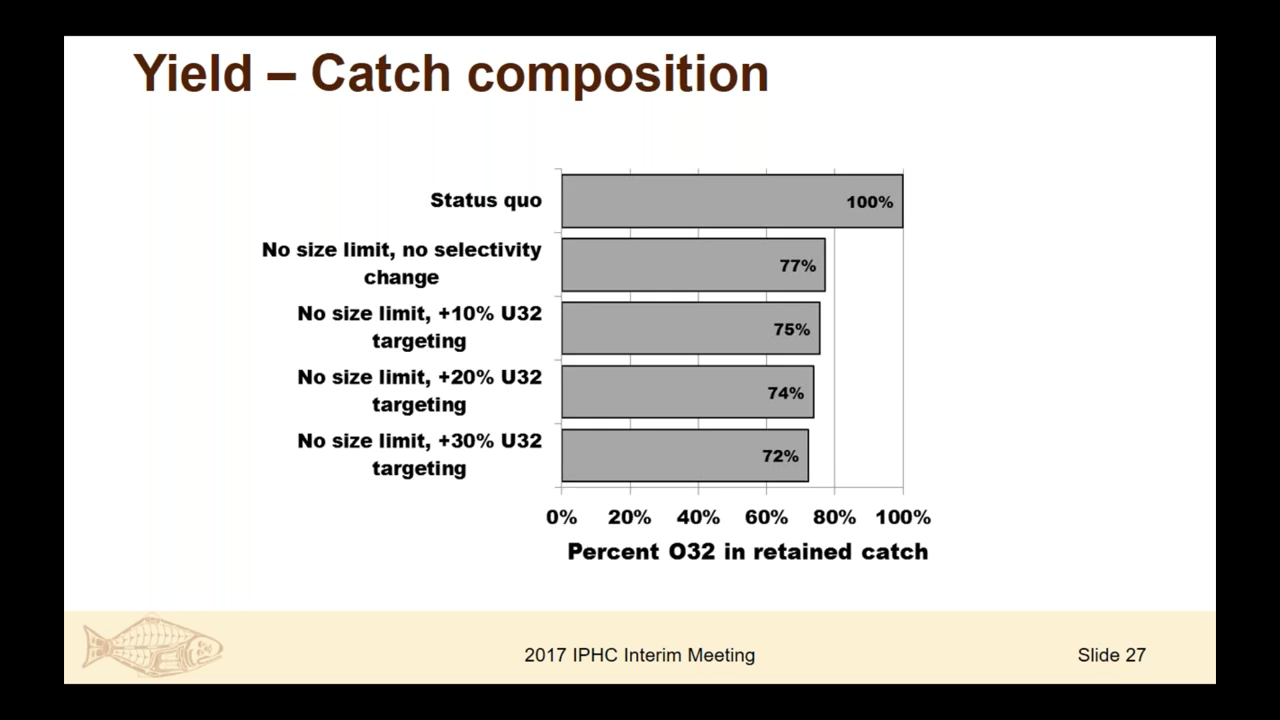 Yield – Catch composition
Status quo
100%
No size limit, no selectivity
change
77%
No size limit, +10% U32
targeting
75%
No size limit, +20% U32
targeting
74%
No size limit, +30% U32
targeting
72%
0% 20% 40% 60% 80% 100%
Percent O32 in retained catch
2017 IPHC Interim Meeting
Slide 27